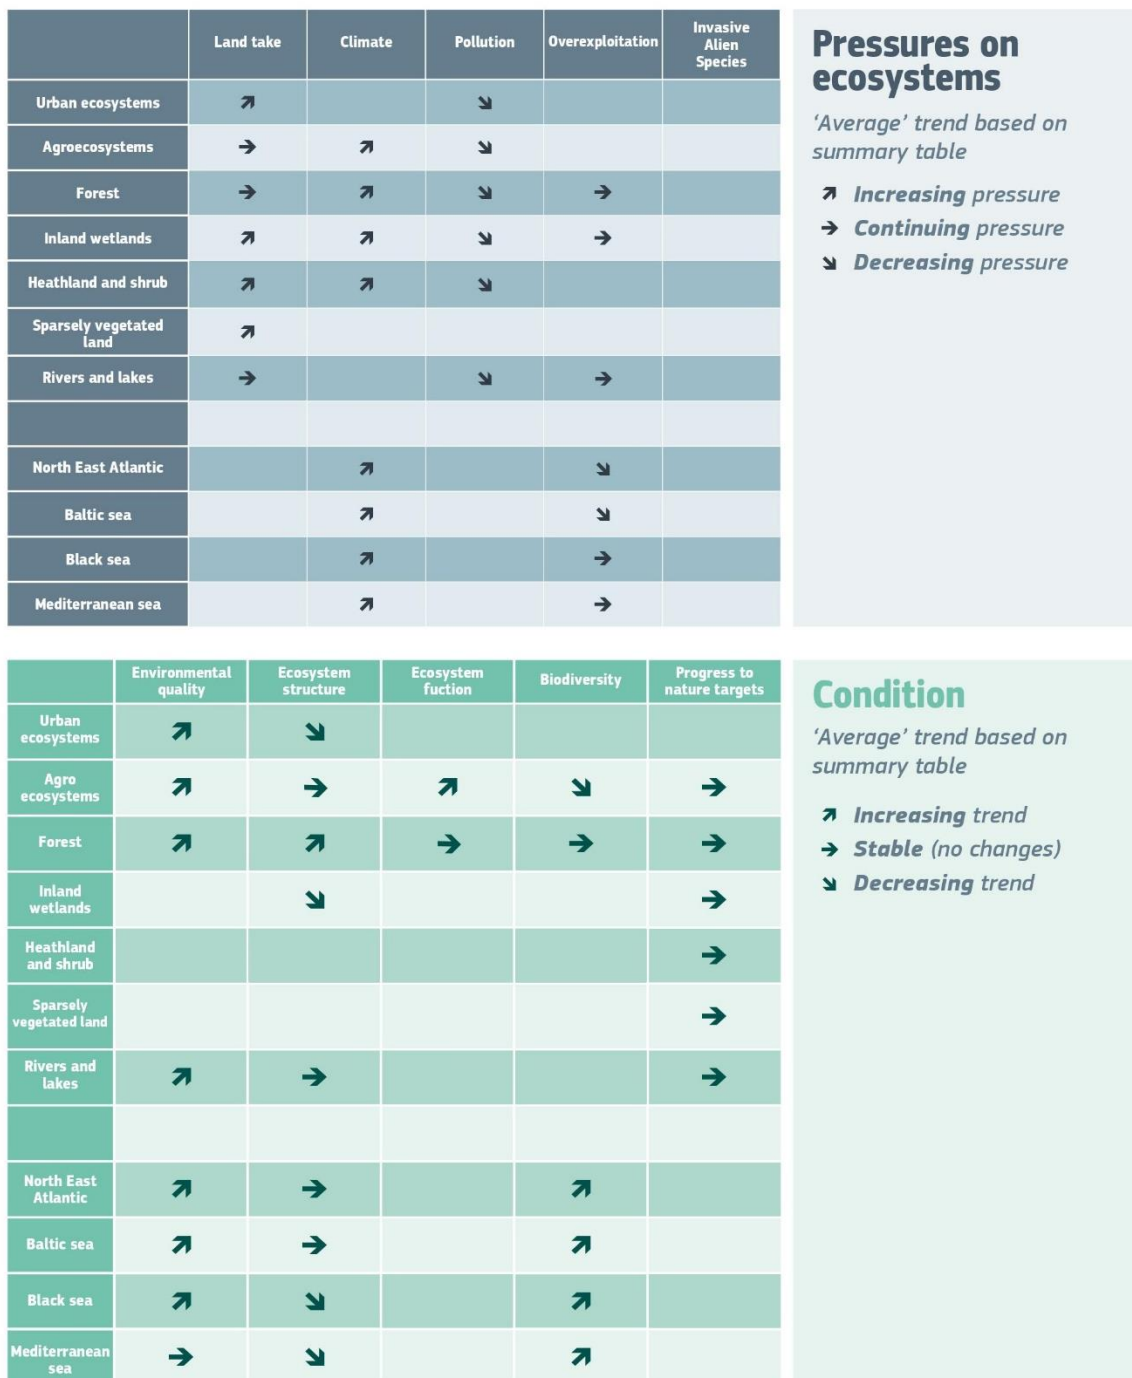 Land take Climate Pollution Overexploitation Invasive
Alien
Species
Urban ecosystems ↗ ↘
Agroecosystems → ↗ ↘
Forest → ↗ ↘ →
Inland wetlands ↗ ↗ ↘ →
Heathland and shrub ↗ ↗ ↘
Sparsely vegetated
land ↗
Rivers and lakes → ↘ →
North East Atlantic ↗ ↘
Baltic sea ↗ ↘
Black sea ↗ →
Mediterranean sea ↗ →
Pressures on
ecosystems
‘Average’ trend based on
summary table
↗ Increasing pressure
→ Continuing pressure
↘ Decreasing pressure
Environmental
quality
Ecosystem
structure
Ecosystem
fuction
Biodiversity
Progress to
nature targets
Urban
ecosystems ↗ ↘
Agro
ecosystems ↗ → ↗ ↘ →
Forest ↗ ↗ → → →
Inland
wetlands ↘ →
Heathland
and shrub →
Sparsely
vegetated land →
Rivers and
lakes ↗ → →
North East
Atlantic ↗ → ↗
Baltic sea ↗ → ↗
Black sea ↗ ↘ ↗
Mediterranean
sea → ↘ ↗
Condition
‘Average’ trend based on
summary table
↗ Increasing trend
→ Stable (no changes)
↘ Decreasing trend